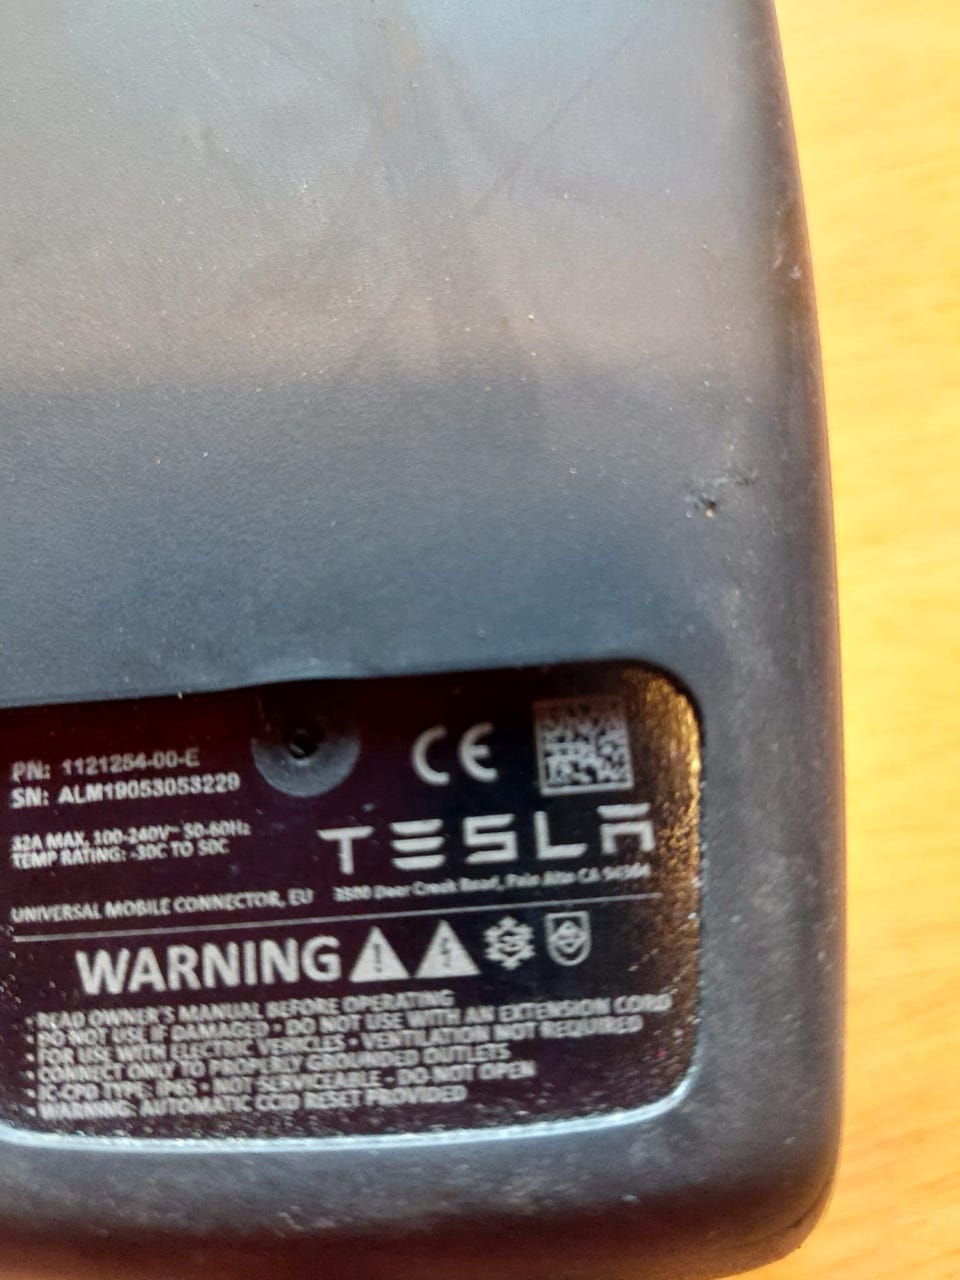 PN: 1121254-00-E
SN: ALM19053053229
32A MAX, 100-240V~ 50-60Hz
TEMP RATING: -30C TO 50C
UNIVERSAL MOBILE CONNECTOR, EU
CE
TESLA
3500 Deer Creek Road, Palo Alto CA 94304
WARNING
• READ OWNER'S MANUAL BEFORE OPERATING
• DO NOT USE IF DAMAGED • DO NOT USE WITH AN EXTENSION CORD
• FOR USE WITH ELECTRIC VEHICLES • VENTILATION NOT REQUIRED
• CONNECT ONLY TO PROPERLY GROUNDED OUTLETS
• IC-CPD TYPE: IP65 • NOT SERVICEABLE - DO NOT OPEN
• WARNING: AUTOMATIC CCID RESET PROVIDED